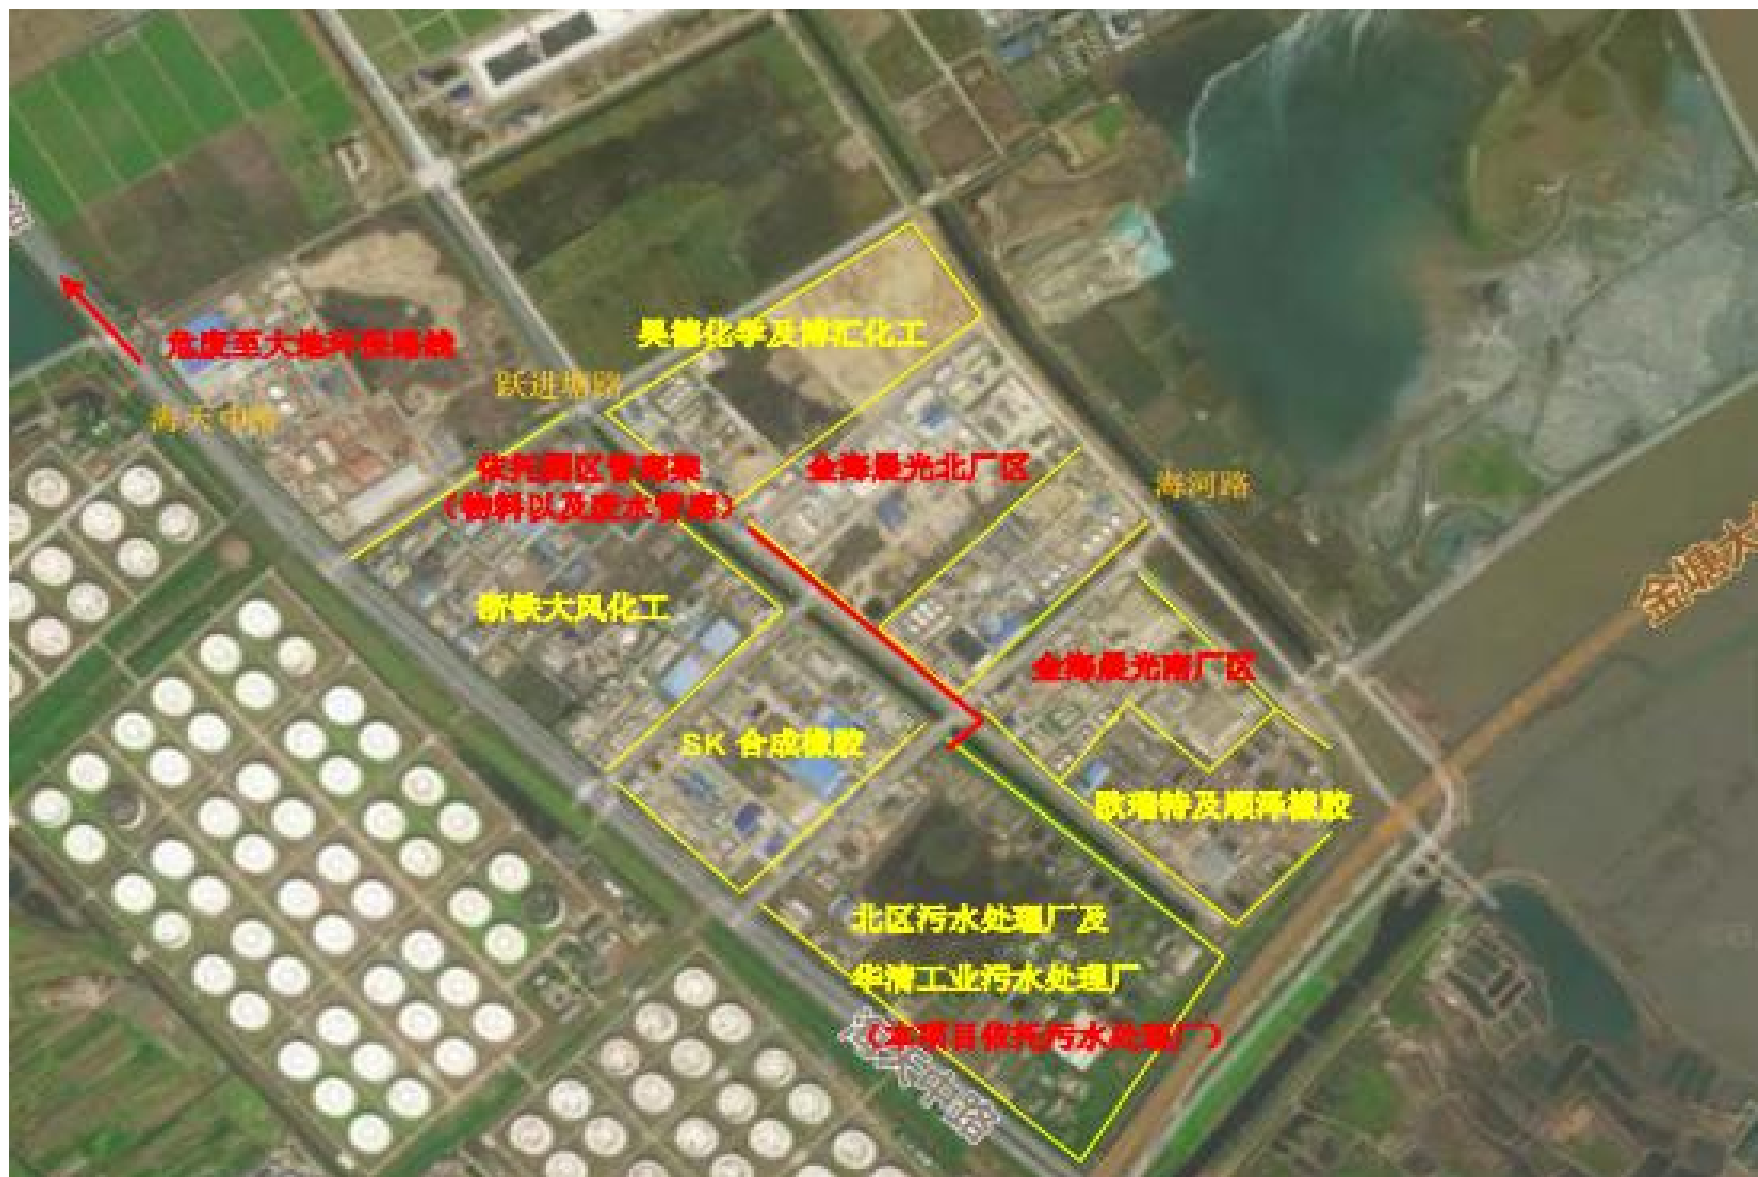 昊德化学及博汇化工
危废至大地环保路线
跃进塘路
海天中路
依托园区管廊架
（物料以及废水管廊）
金海晨光北厂区
海河路
金塘大
浙铁大风化工
金海晨光南厂区
SK 合成橡胶
欧瑞特及顺泽橡胶
北区污水处理厂及
华清工业污水处理厂
（本项目依托污水处理厂）